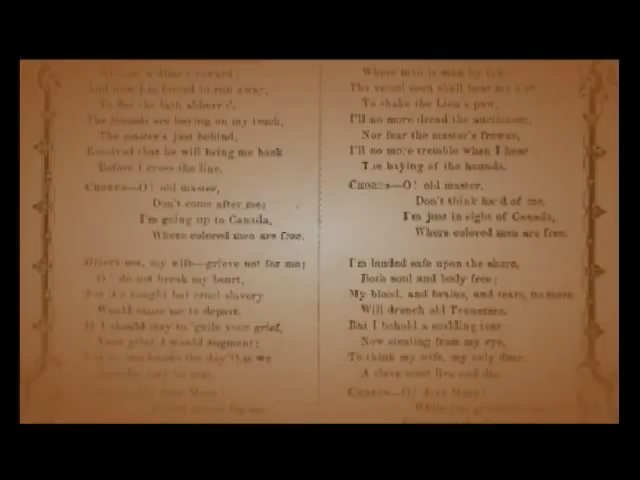 And now I'm forced to run away,
To flee the lash abhorr'd.
The hounds are baying on my track,
The master's just behind,
Resolved that he will bring me back
Before I cross the line.
CHORUS—O! old master,
Don't come after me;
I'm going up to Canada,
Where colored men are free.
Grieve not, my wife—grieve not for me;
O! do not break my heart,
For it's nought but cruel slavery
Would cause me to depart.
If I should stay to 'guile your grief,
Your grief I would augment;
the day that we
Where man is man by law,
The vessel soon shall bear me o'er
To shake the Lion's paw,
I'll no more dread the auctioneer,
Nor fear the master's frowns,
I'll no more tremble when I hear
The baying of the hounds.
CHORUS—O! old master,
Don't think hard of me,
I'm just in sight of Canada,
Where colored men are free.
I'm landed safe upon the shore,
Both soul and body free;
My blood, and brains, and tears, no more
Will drench old Tennessee.
But I behold a scalding tear
Now stealing from my eye,
To think my wife, my only dear,
A slave must live and die.
CHORUS—O! dear Mary!